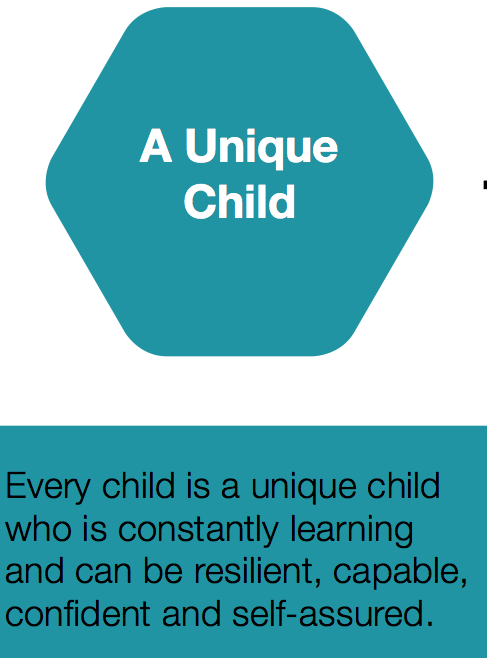 A Unique
Child
Every child is a unique child
who is constantly learning
and can be resilient, capable,
confident and self-assured.